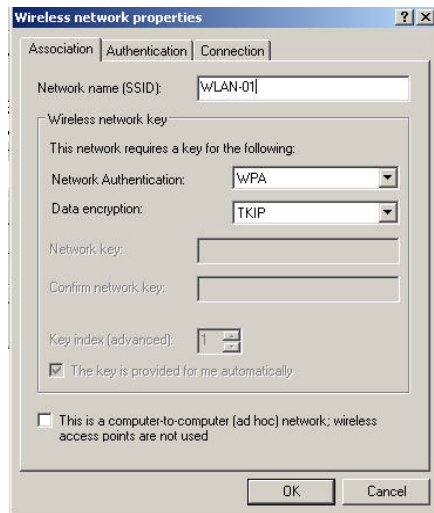 Wireless network properties
Association Authentication Connection
Network name (SSID): WLAN-01
Wireless network key
This network requires a key for the following:
Network Authentication: WPA
Data encryption: TKIP
Network key:
Confirm network key:
Key index (advanced): 1
The key is provided for me automatically
This is a computer-to-computer (ad hoc) network; wireless
access points are not used
OK Cancel